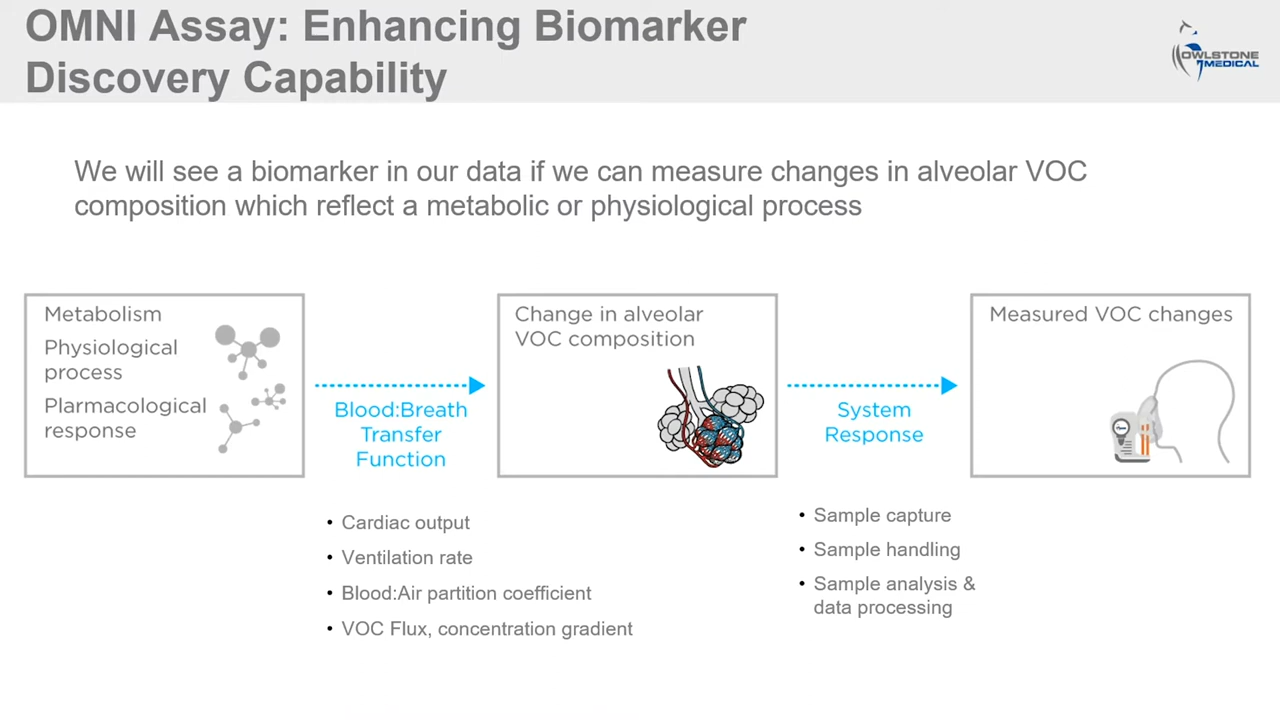 OMNI Assay: Enhancing Biomarker
Discovery Capability
OWLSTONE
MEDICAL
We will see a biomarker in our data if we can measure changes in alveolar VOC
composition which reflect a metabolic or physiological process
Metabolism
Physiological
process
Plarmacological
response
Blood:Breath
Transfer
Function
• Cardiac output
• Ventilation rate
• Blood:Air partition coefficient
• VOC Flux, concentration gradient
Change in alveolar
VOC composition
System
Response
• Sample capture
• Sample handling
• Sample analysis &
data processing
Measured VOC changes